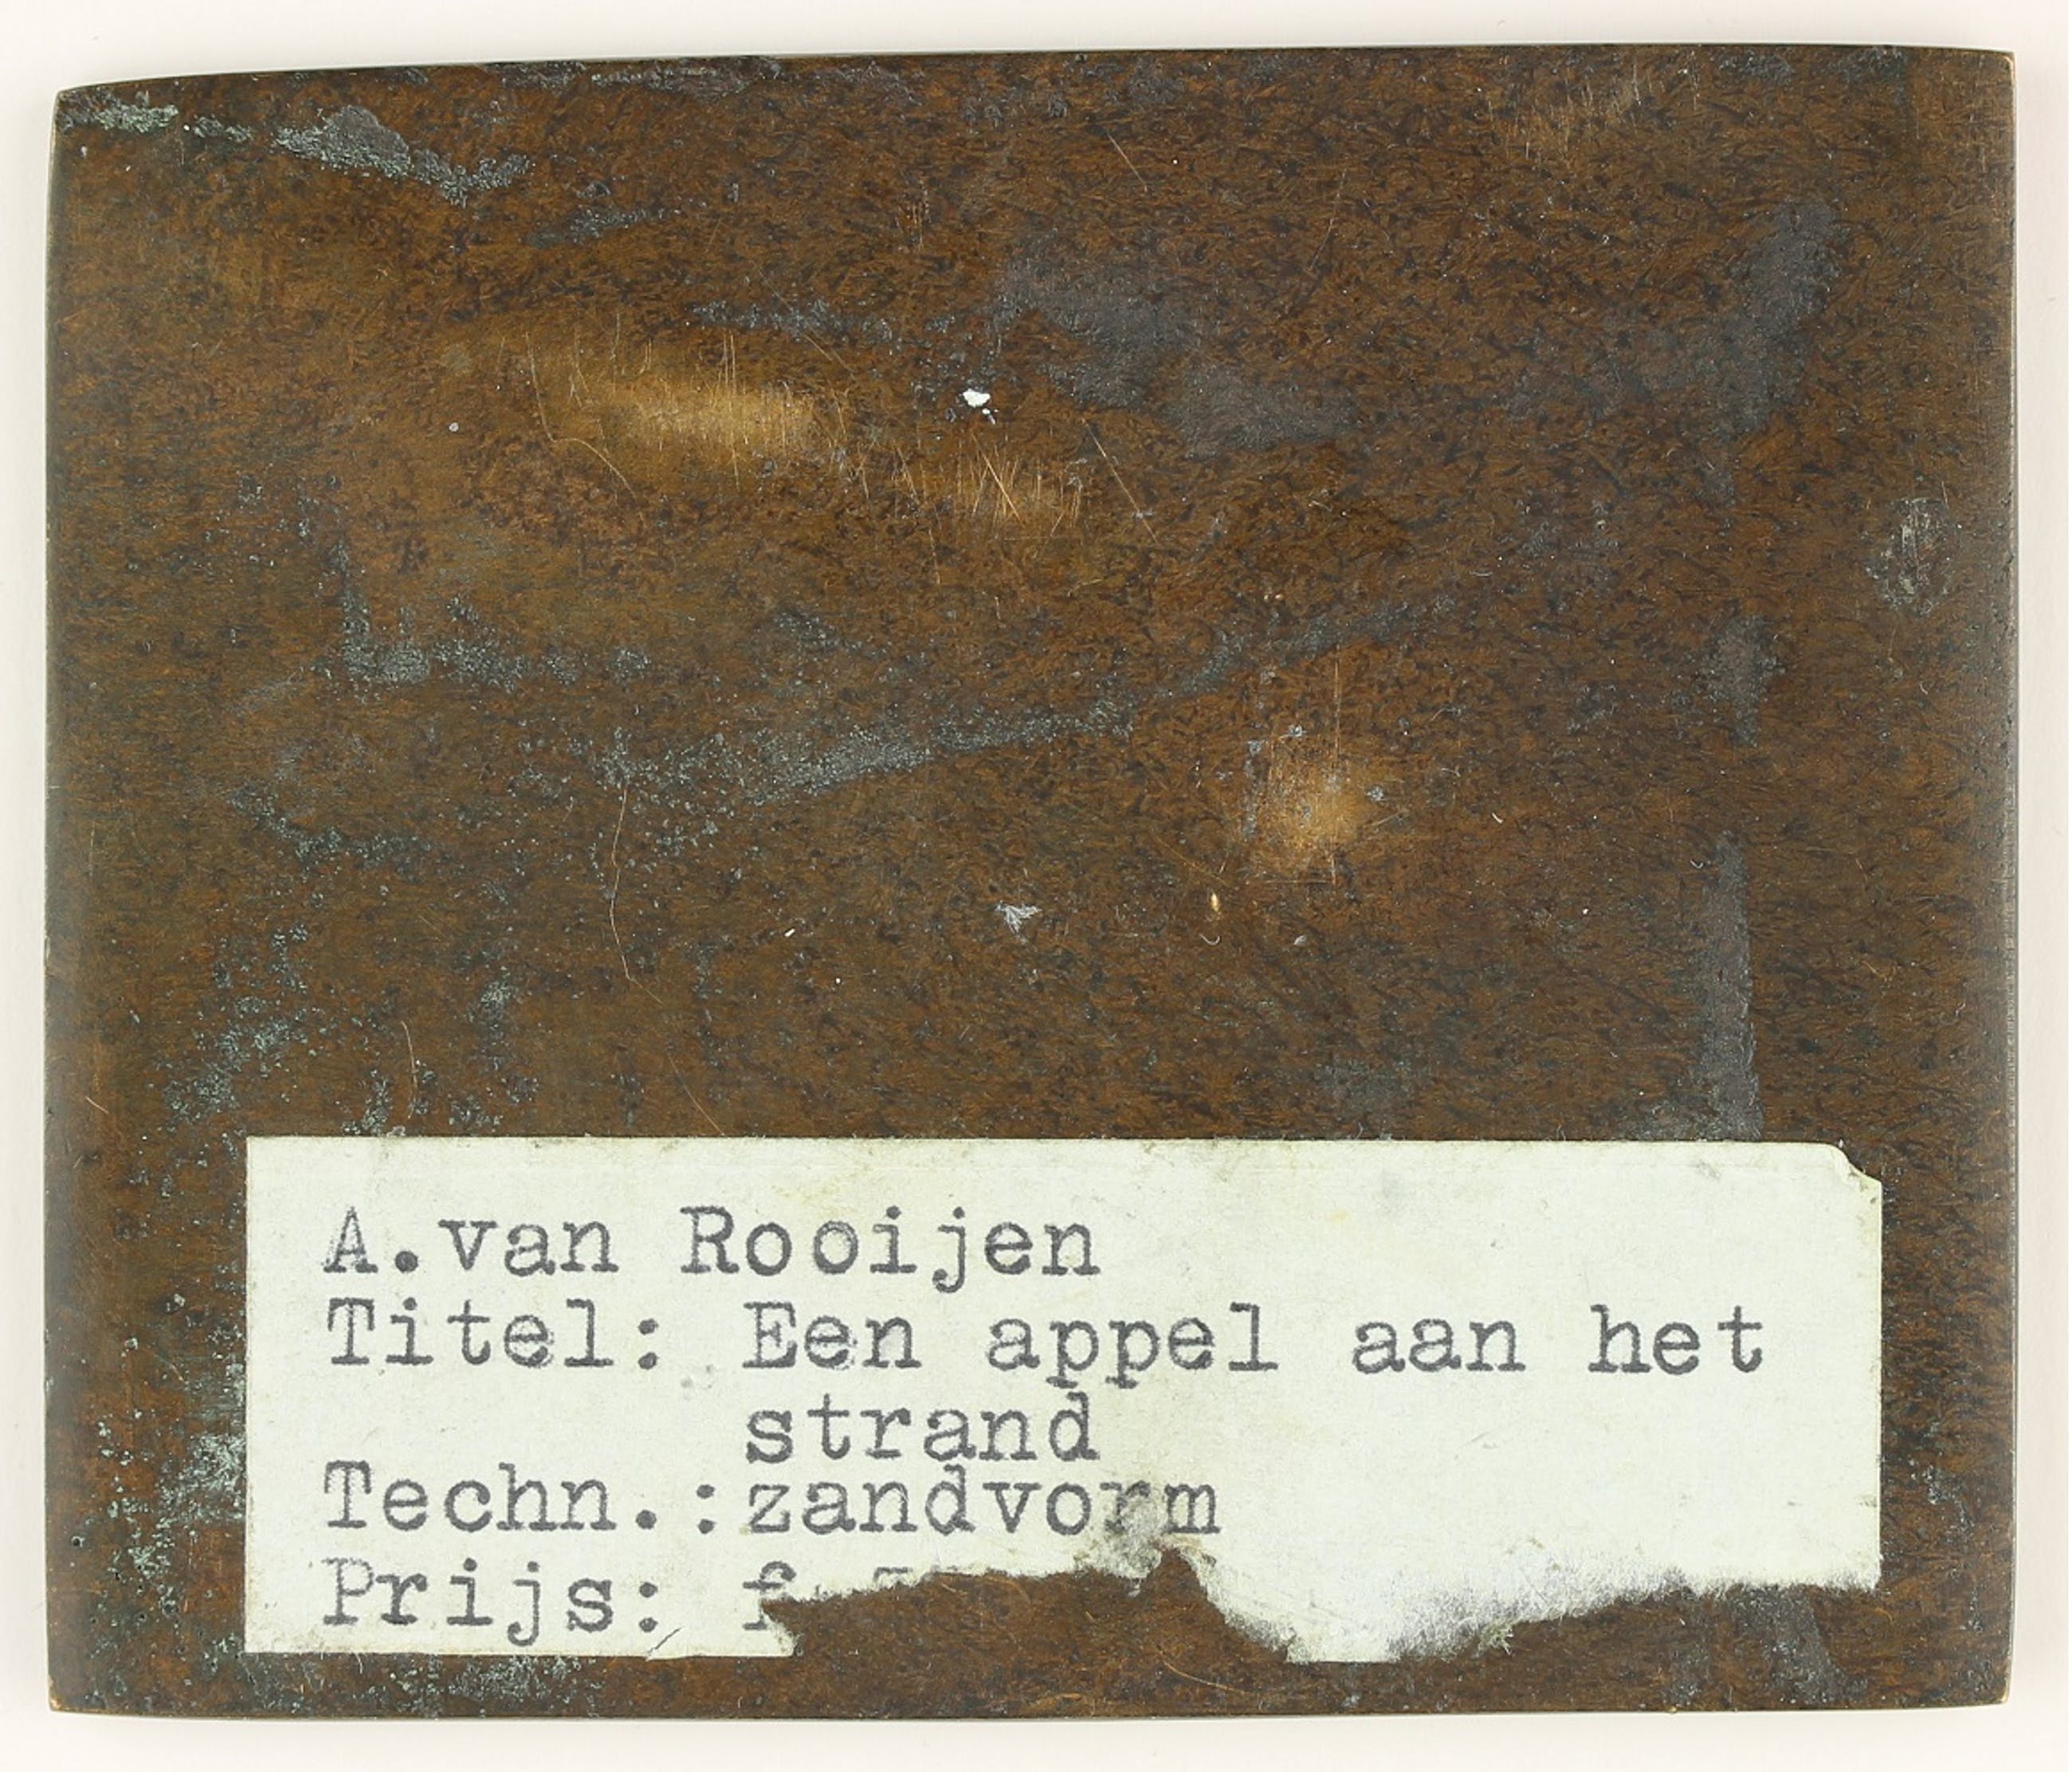 A.van Rooijen
Titel: Een appel aan het
strand
Techn.:zandvorm
Prijs: f